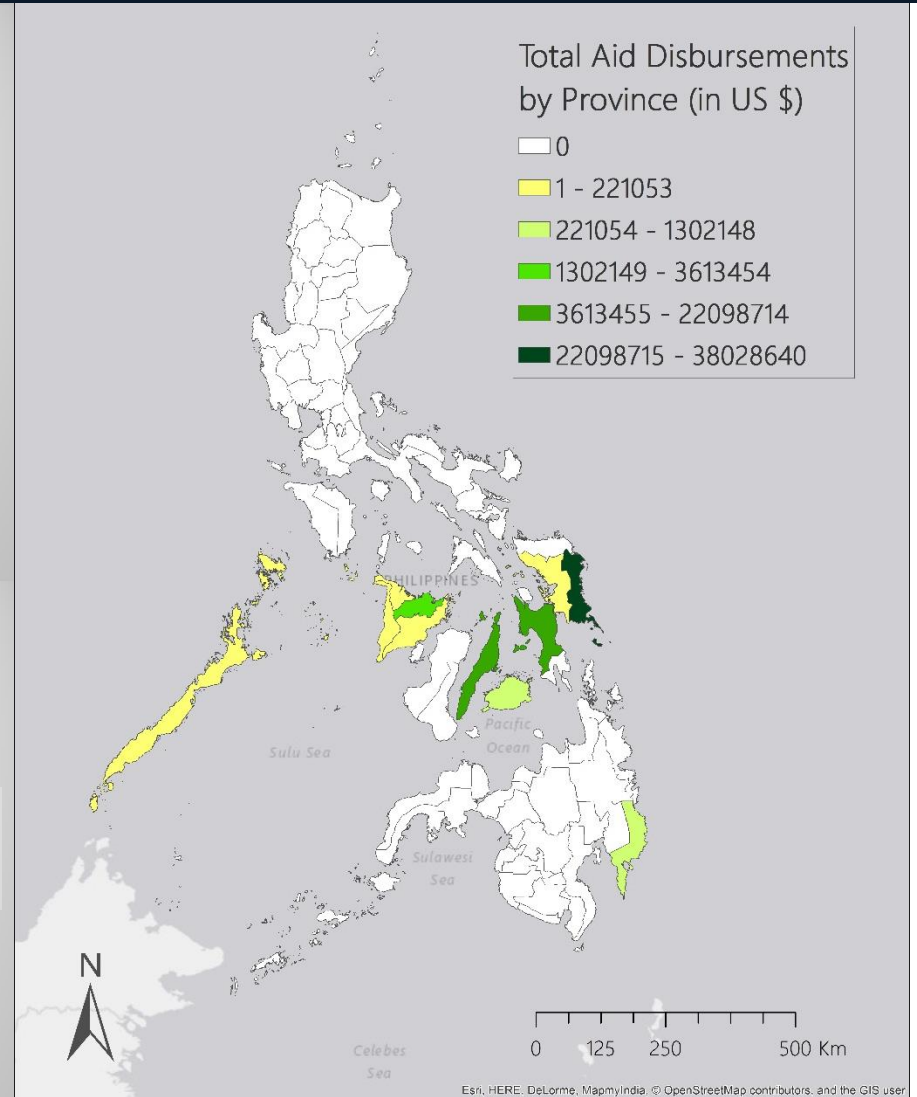 Total Aid Disbursements
by Province (in US $)
0
1 - 221053
221054 - 1302148
1302149 - 3613454
3613455 - 22098714
22098715 - 38028640
PHILIPPINES
Pacific
Ocean
Sulu Sea
Sulawesi
Sea
N
0 125 250 500 Km
Celebes
Sea
Esri, HERE, DeLorme, MapmyIndia, © OpenStreetMap contributors, and the GIS user